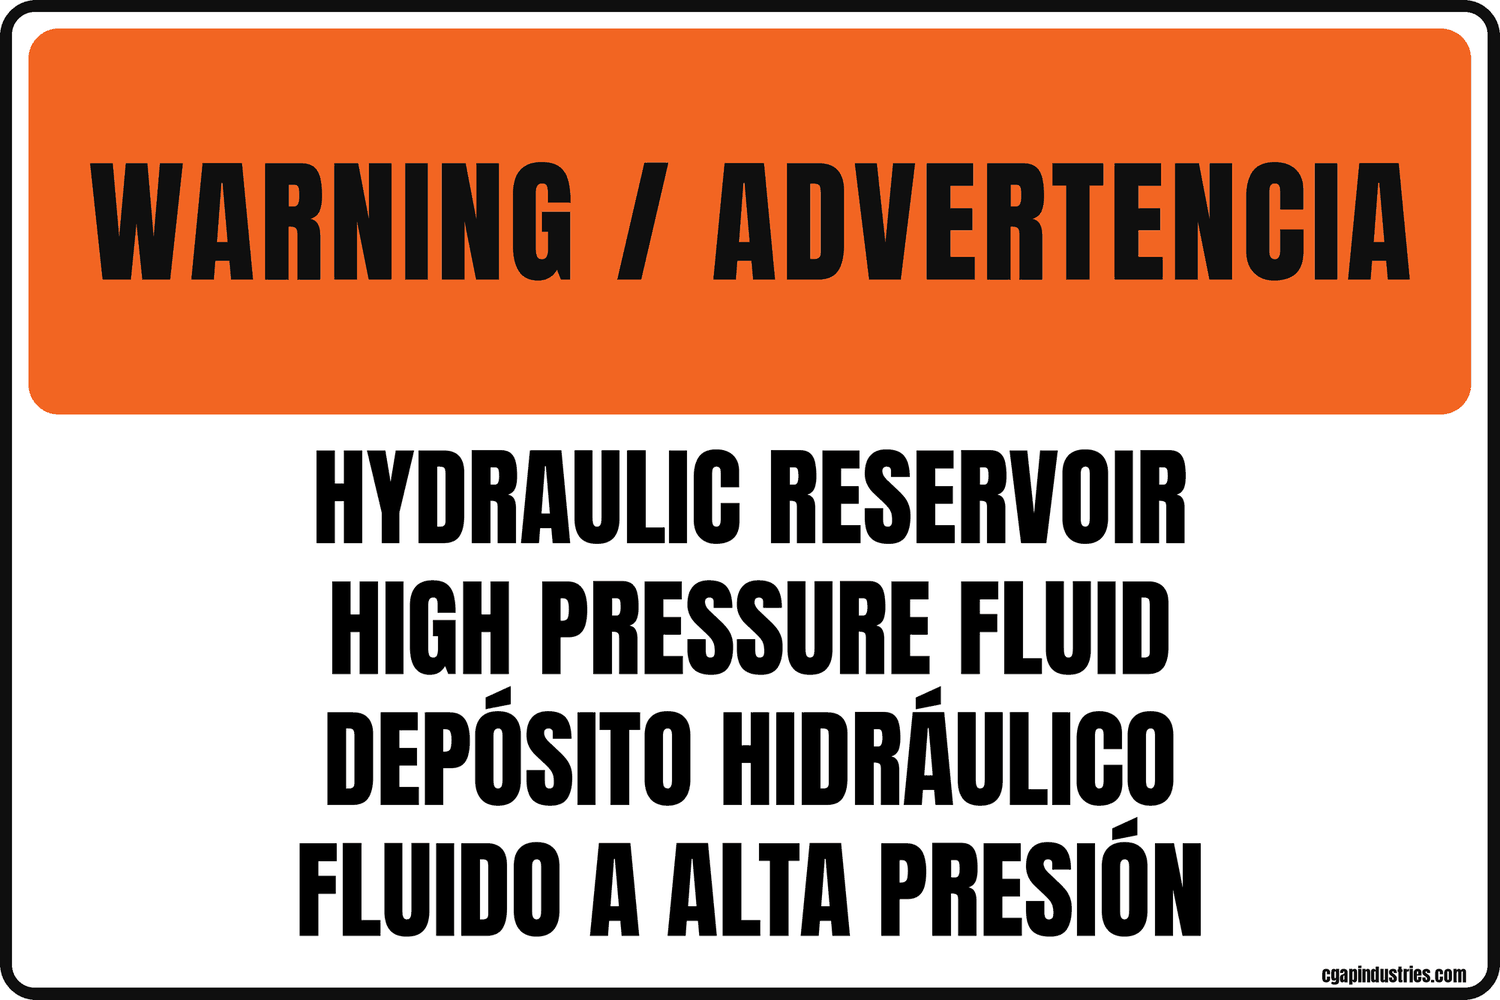 WARNING / ADVERTENCIA
HYDRAULIC RESERVOIR
HIGH PRESSURE FLUID
DEPÓSITO HIDRÁULICO
FLUIDO A ALTA PRESIÓN
cgapindustries.com